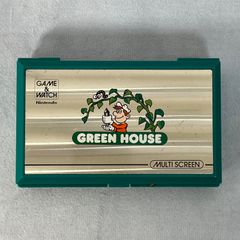 GAME
&
WATCH
Nintendo
GREEN HOUSE
MULTI SCREEN